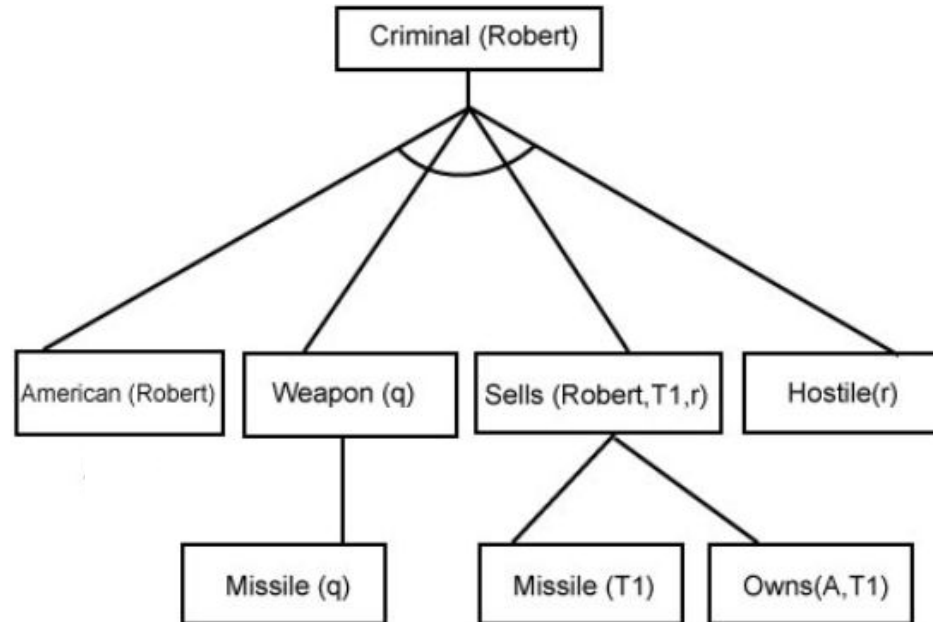 Criminal (Robert)
American (Robert)
Weapon (q)
Sells (Robert,T1,r)
Hostile(r)
Missile (q)
Missile (T1)
Owns(A,T1)